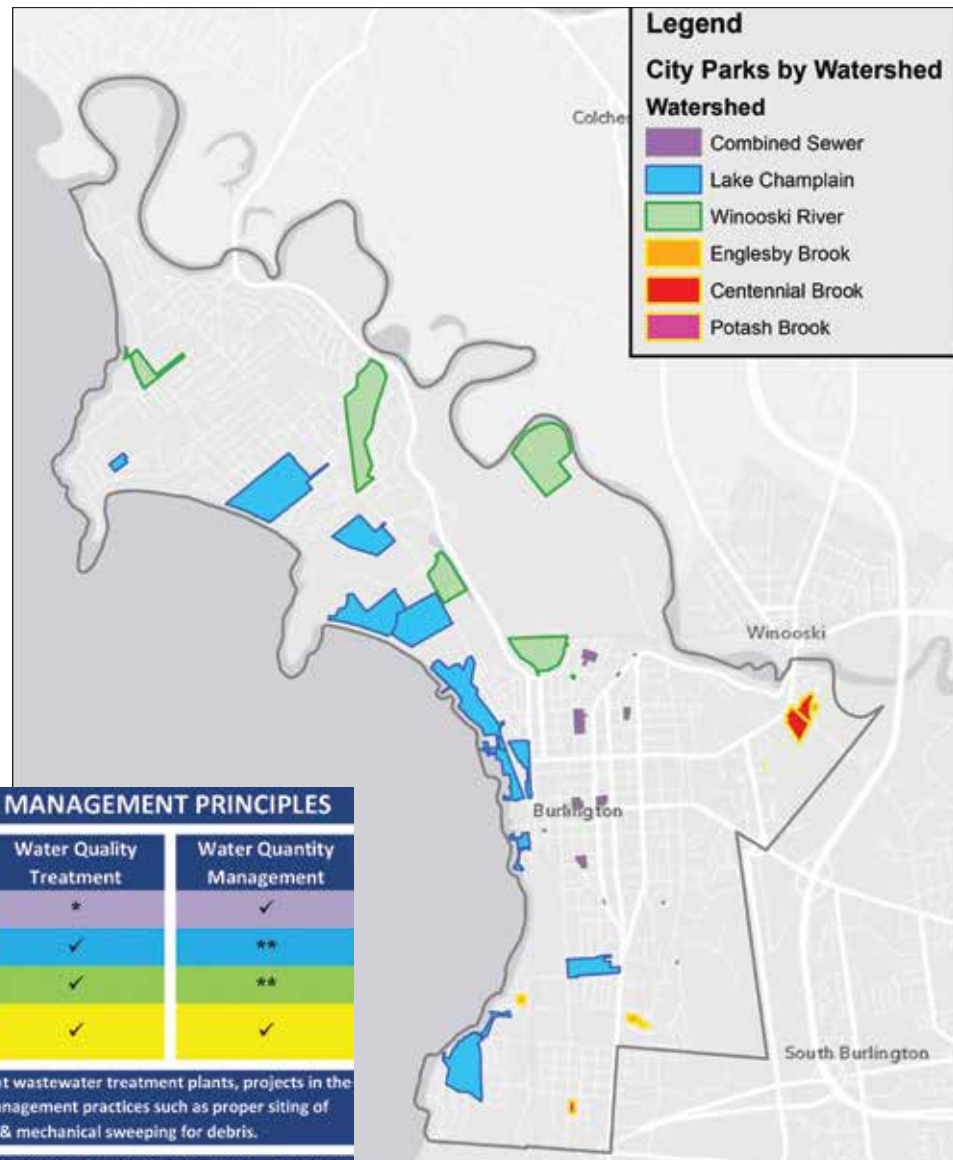 Legend
City Parks by Watershed
Watershed
Combined Sewer
Lake Champlain
Winooski River
Englesby Brook
Centennial Brook
Potash Brook
Colches
Winooski
Burlington
South Burlington
MANAGEMENT PRINCIPLES
Water Quality
Treatment
Water Quantity
Management
* ✓
✓ **
✓ **
✓ ✓
t wastewater treatment plants, projects in the
nagement practices such as proper siting of
& mechanical sweeping for debris.